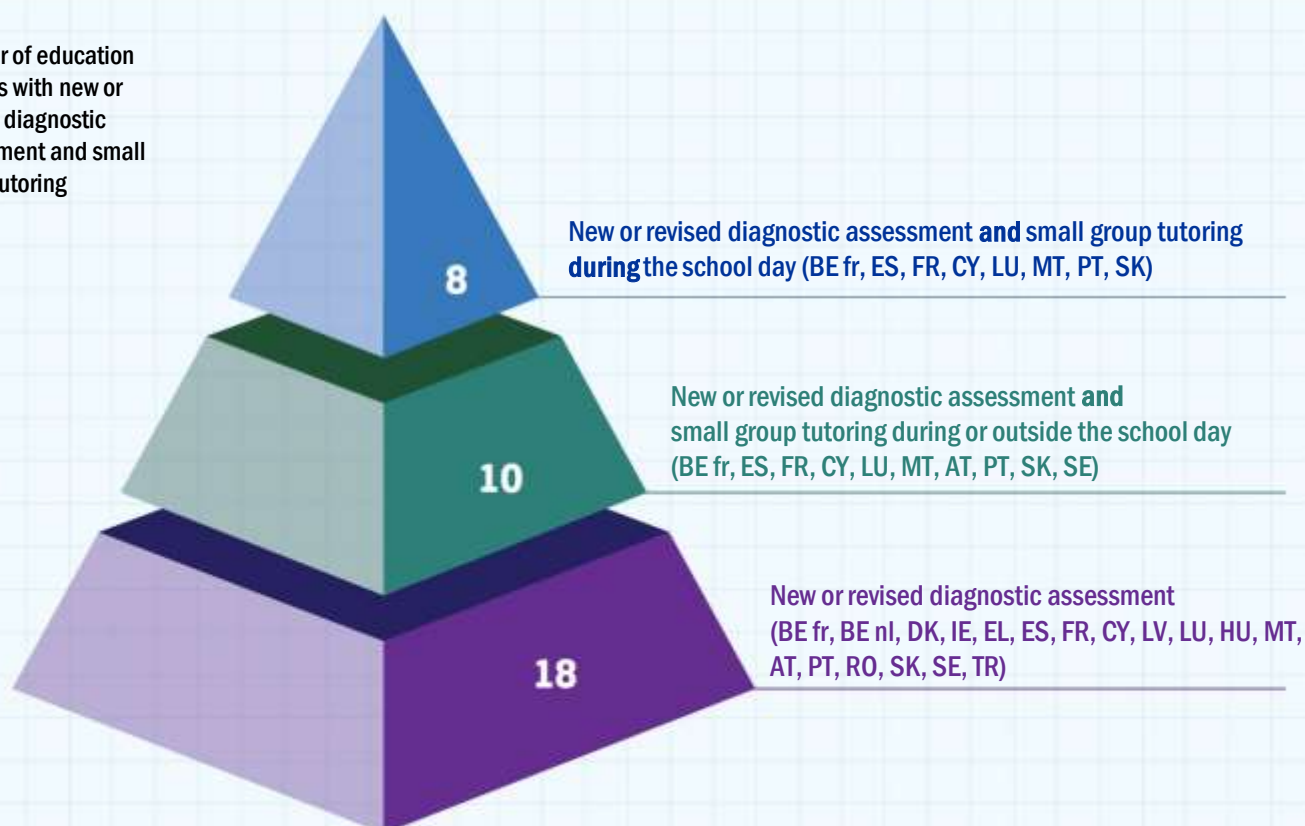 r of education
s with new or
diagnostic
ment and small
utoring
8
New or revised diagnostic assessment and small group tutoring
during the school day (BE fr, ES, FR, CY, LU, MT, PT, SK)
10
New or revised diagnostic assessment and
small group tutoring during or outside the school day
(BE fr, ES, FR, CY, LU, MT, AT, PT, SK, SE)
18
New or revised diagnostic assessment
(BE fr, BE nl, DK, IE, EL, ES, FR, CY, LV, LU, HU, MT,
AT, PT, RO, SK, SE, TR)